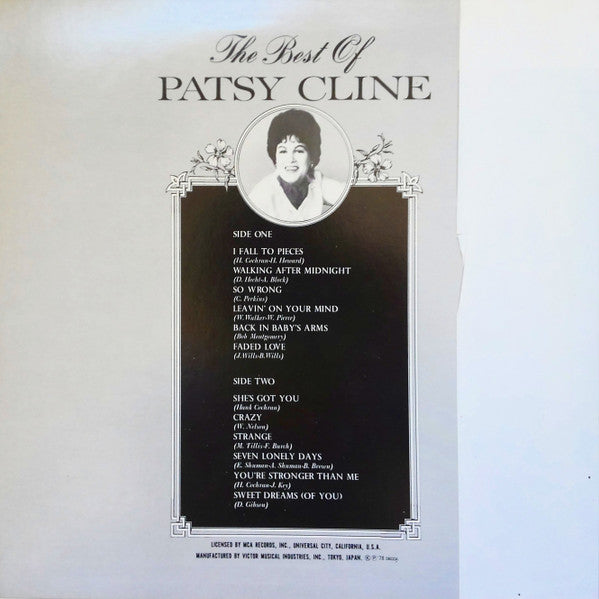 The Best Of
PATSY CLINE
SIDE ONE
I FALL TO PIECES
(H. Cochran-H. Howard)
WALKING AFTER MIDNIGHT
(D. Hecht-A. Block)
SO WRONG
(C. Perkins)
LEAVIN' ON YOUR MIND
(W. Walker-W. Pierce)
BACK IN BABY'S ARMS
(Bob Montgomery)
FADED LOVE
(J.Wills-B.Wills)
SIDE TWO
SHE'S GOT YOU
(Hank Cochran)
CRAZY
(W. Nelson)
STRANGE
(M. Tillis-F. Burch)
SEVEN LONELY DAYS
(E. Shuman-A. Shuman-B. Brown)
YOU'RE STRONGER THAN ME
(H. Cochran-J. Key)
SWEET DREAMS (OF YOU)
(D. Gibson)
LICENSED BY MCA RECORDS, INC., UNIVERSAL CITY, CALIFORNIA, U.S.A.
MANUFACTURED BY VICTOR MUSICAL INDUSTRIES, INC., TOKYO, JAPAN. © Ⓟ '76